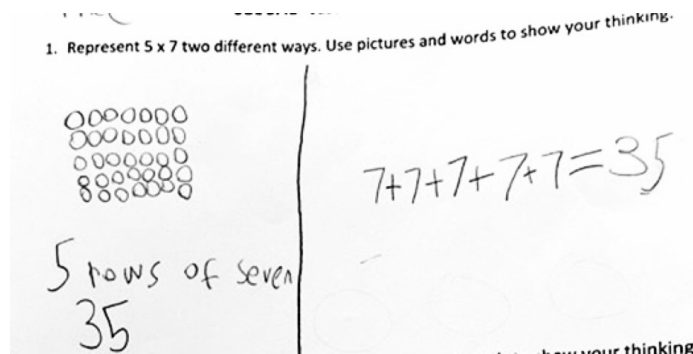 1. Represent 5 x 7 two different ways. Use pictures and words to show your thinking.
7+7+7+7+7=35
5 rows of seven
35
your thinking